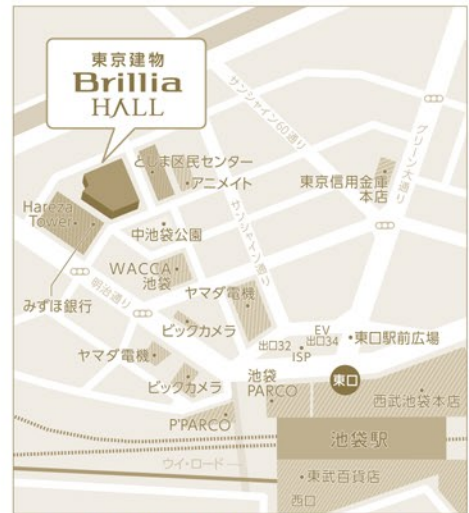 東京建物
Brillia
HALL
サンシャイン60通り
グリーン大通り
としま区民センター
アニメイト
東京信用金庫
本店
Hareza
Tower
中池袋公園
サンシャイン通り
WACCA
池袋
みずほ銀行
明治通り
ヤマダ電機
ビックカメラ
EV
出口32
出口34
ISP
東口駅前広場
ヤマダ電機
ビックカメラ
池袋
PARCO
東口
西武池袋本店
P'PARCO
池袋駅
ウイ・ロード
東武百貨店
西口